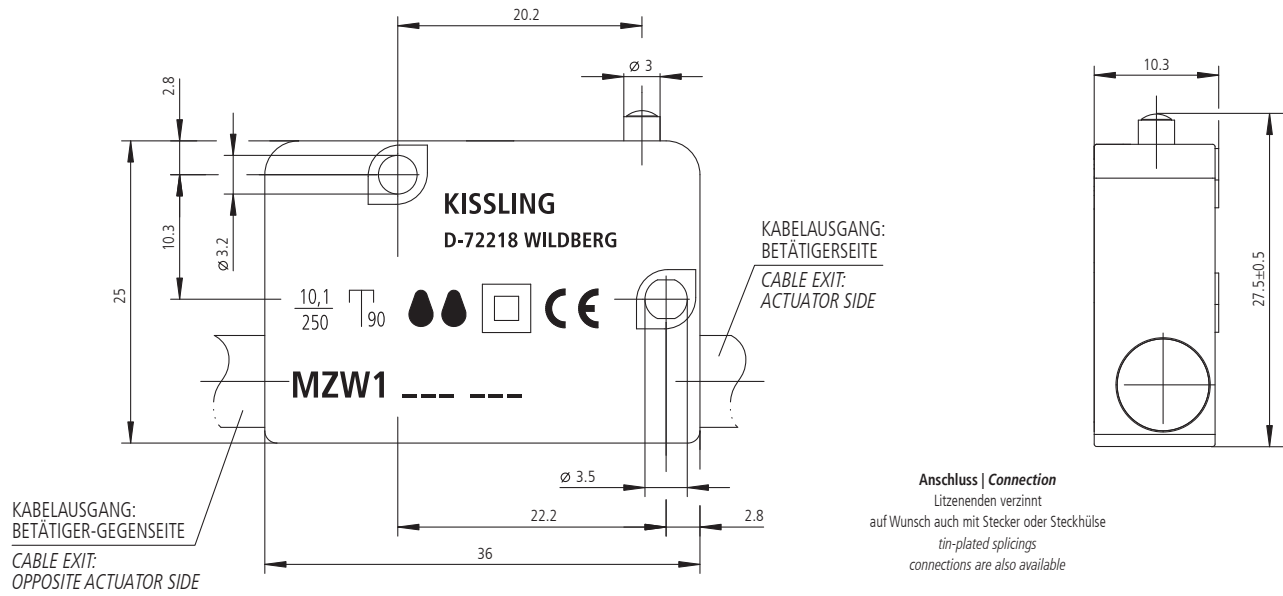 20.2
ø 3
2.8
10.3
ø 3.2
25
KISSLING
D-72218 WILDBERG
10,1
250
90
CE
MZW1 ___ ___
KABELAUSGANG:
BETÄTIGERSEITE
CABLE EXIT:
ACTUATOR SIDE
ø 3.5
22.2
2.8
36
KABELAUSGANG:
BETÄTIGER-GEGENSEITE
CABLE EXIT:
OPPOSITE ACTUATOR SIDE
10.3
27.5±0.5
Anschluss | Connection
Litzenenden verzinnt
auf Wunsch auch mit Stecker oder Steckhülse
tin-plated splicings
connections are also available